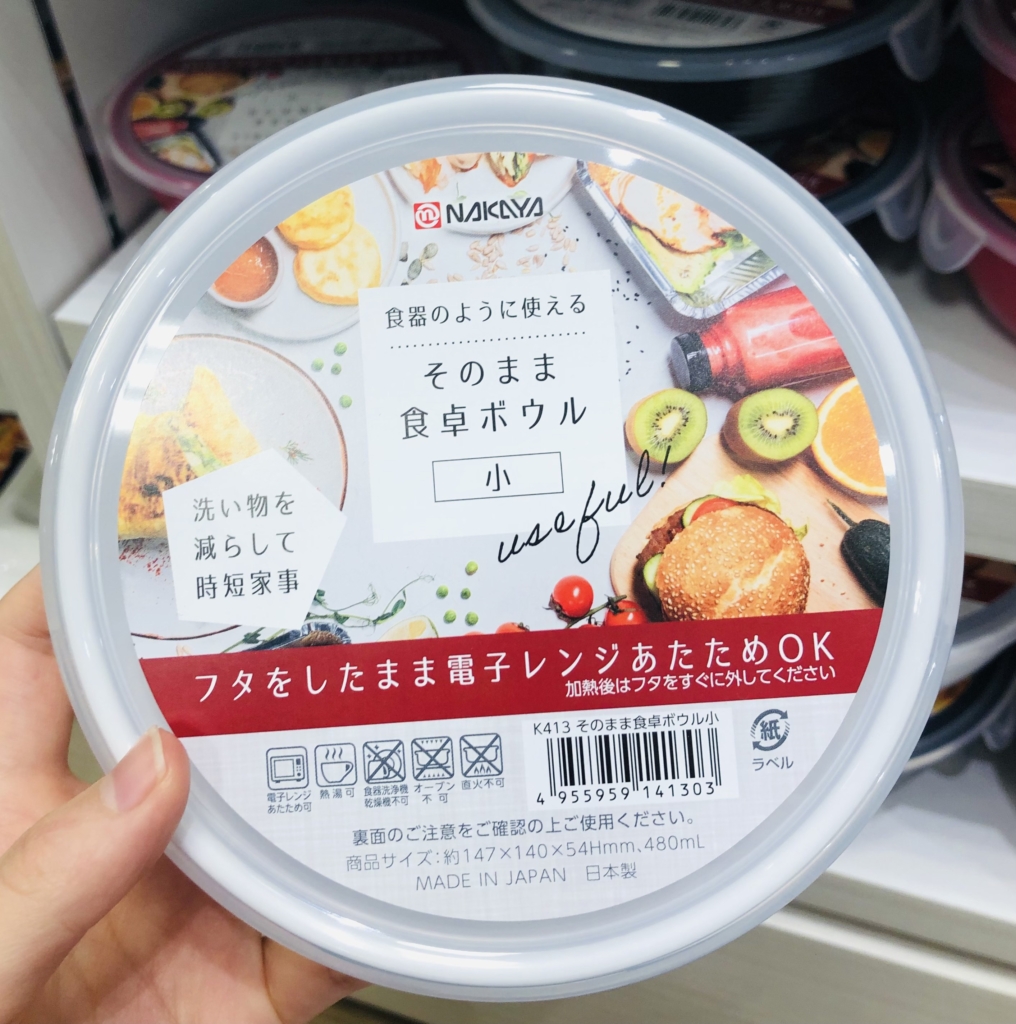 NAKAYA
食器のように使える
そのまま
食卓ボウル
小
useful!
洗い物を
減らして
時短家事
フタをしたまま電子レンジあたためOK
加熱後はフタをすぐに外してください
K413 そのまま食卓ボウル小
4 955959 141303
紙
ラベル
電子レンジ
あたため可
熱湯可
食器洗浄機
乾燥機不可
オーブン
不可
直火不可
裏面のご注意をご確認の上ご使用ください。
商品サイズ:約147×140×54Hmm、480mL
MADE IN JAPAN 日本製